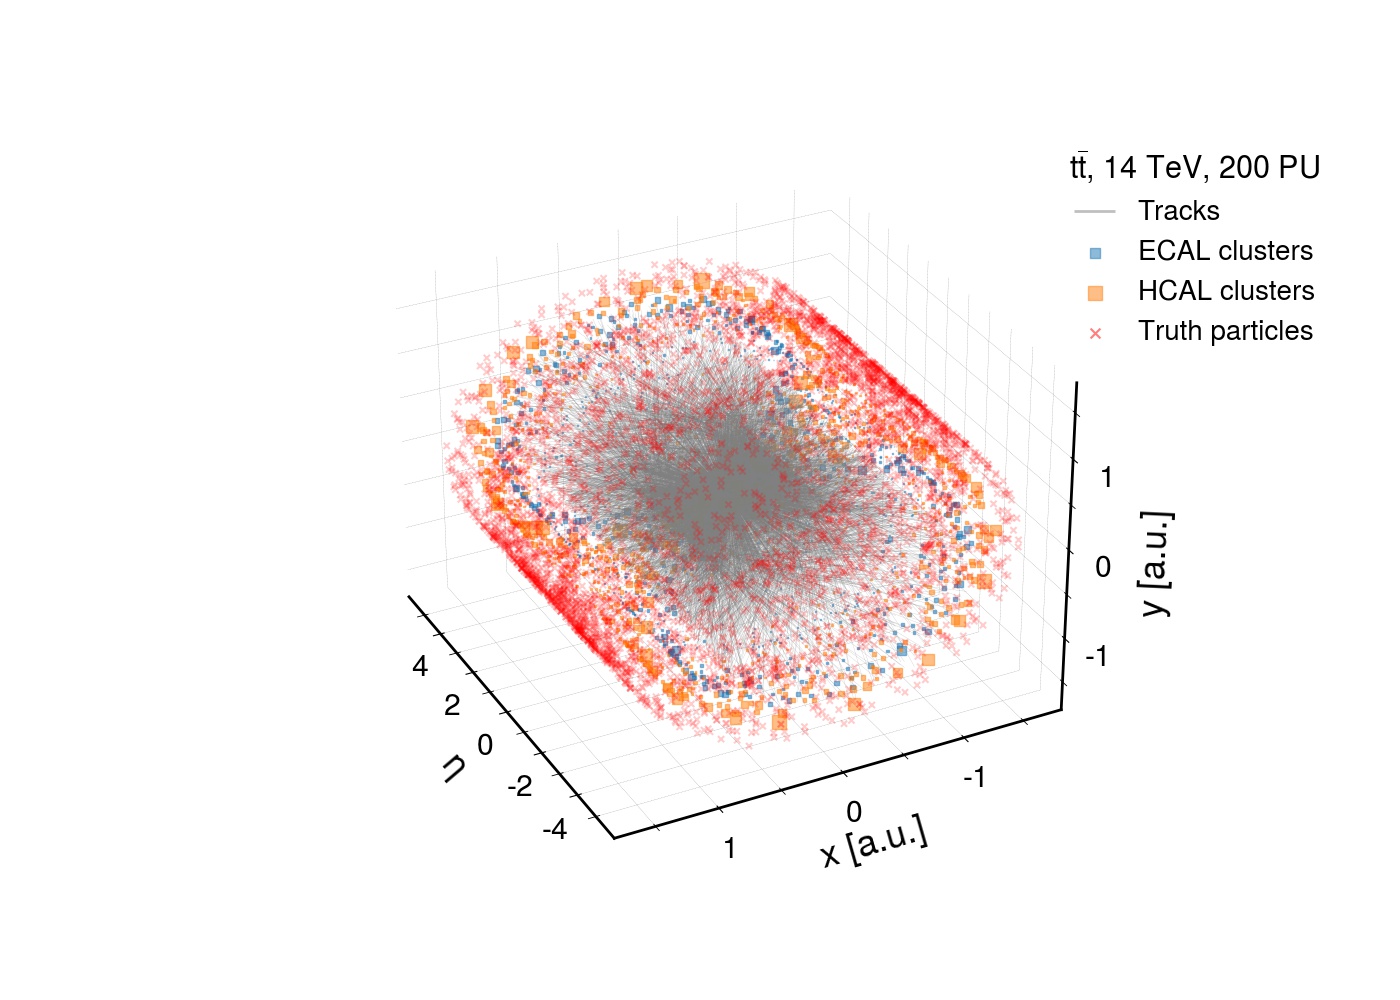 tt̄, 14 TeV, 200 PU
Tracks
ECAL clusters
HCAL clusters
Truth particles
1
0
-1
y [a.u.]
4
2
0
-2
-4
η
-1
0
1
x [a.u.]